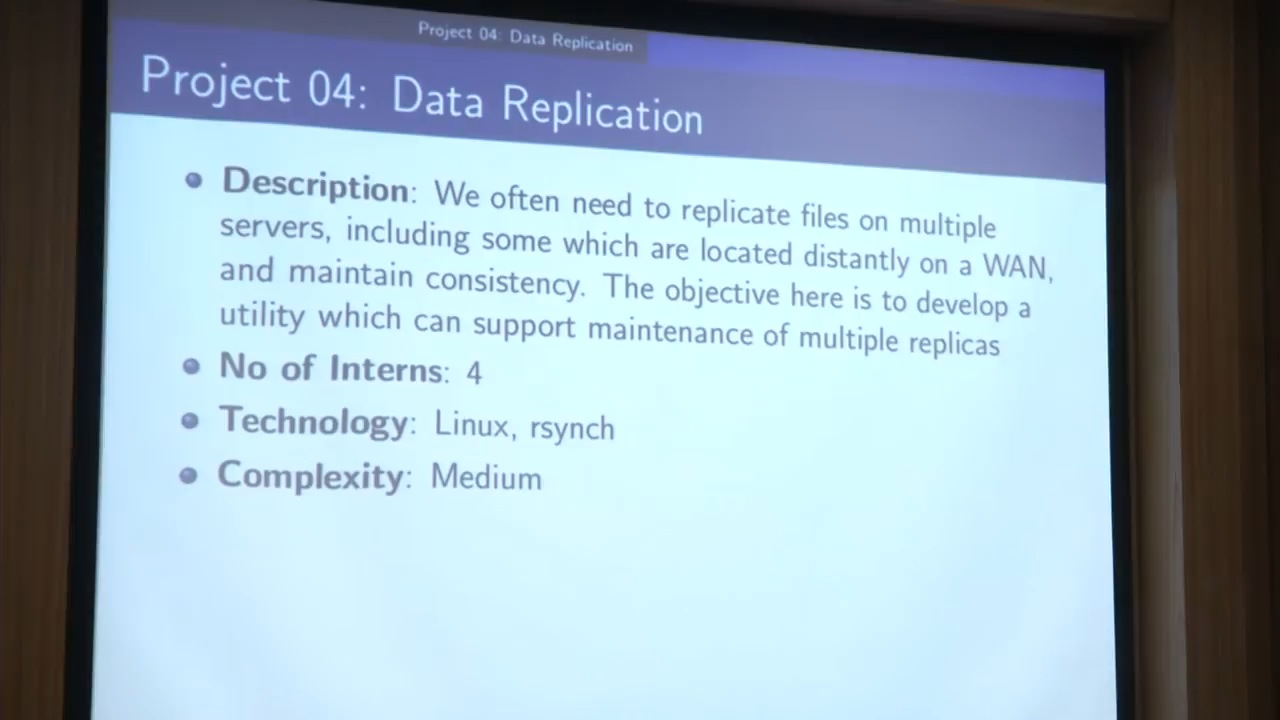 Project 04: Data Replication
Project 04: Data Replication
Description: We often need to replicate files on multiple
servers, including some which are located distantly on a WAN,
and maintain consistency. The objective here is to develop a
utility which can support maintenance of multiple replicas
No of Interns: 4
Technology: Linux, rsynch
Complexity: Medium